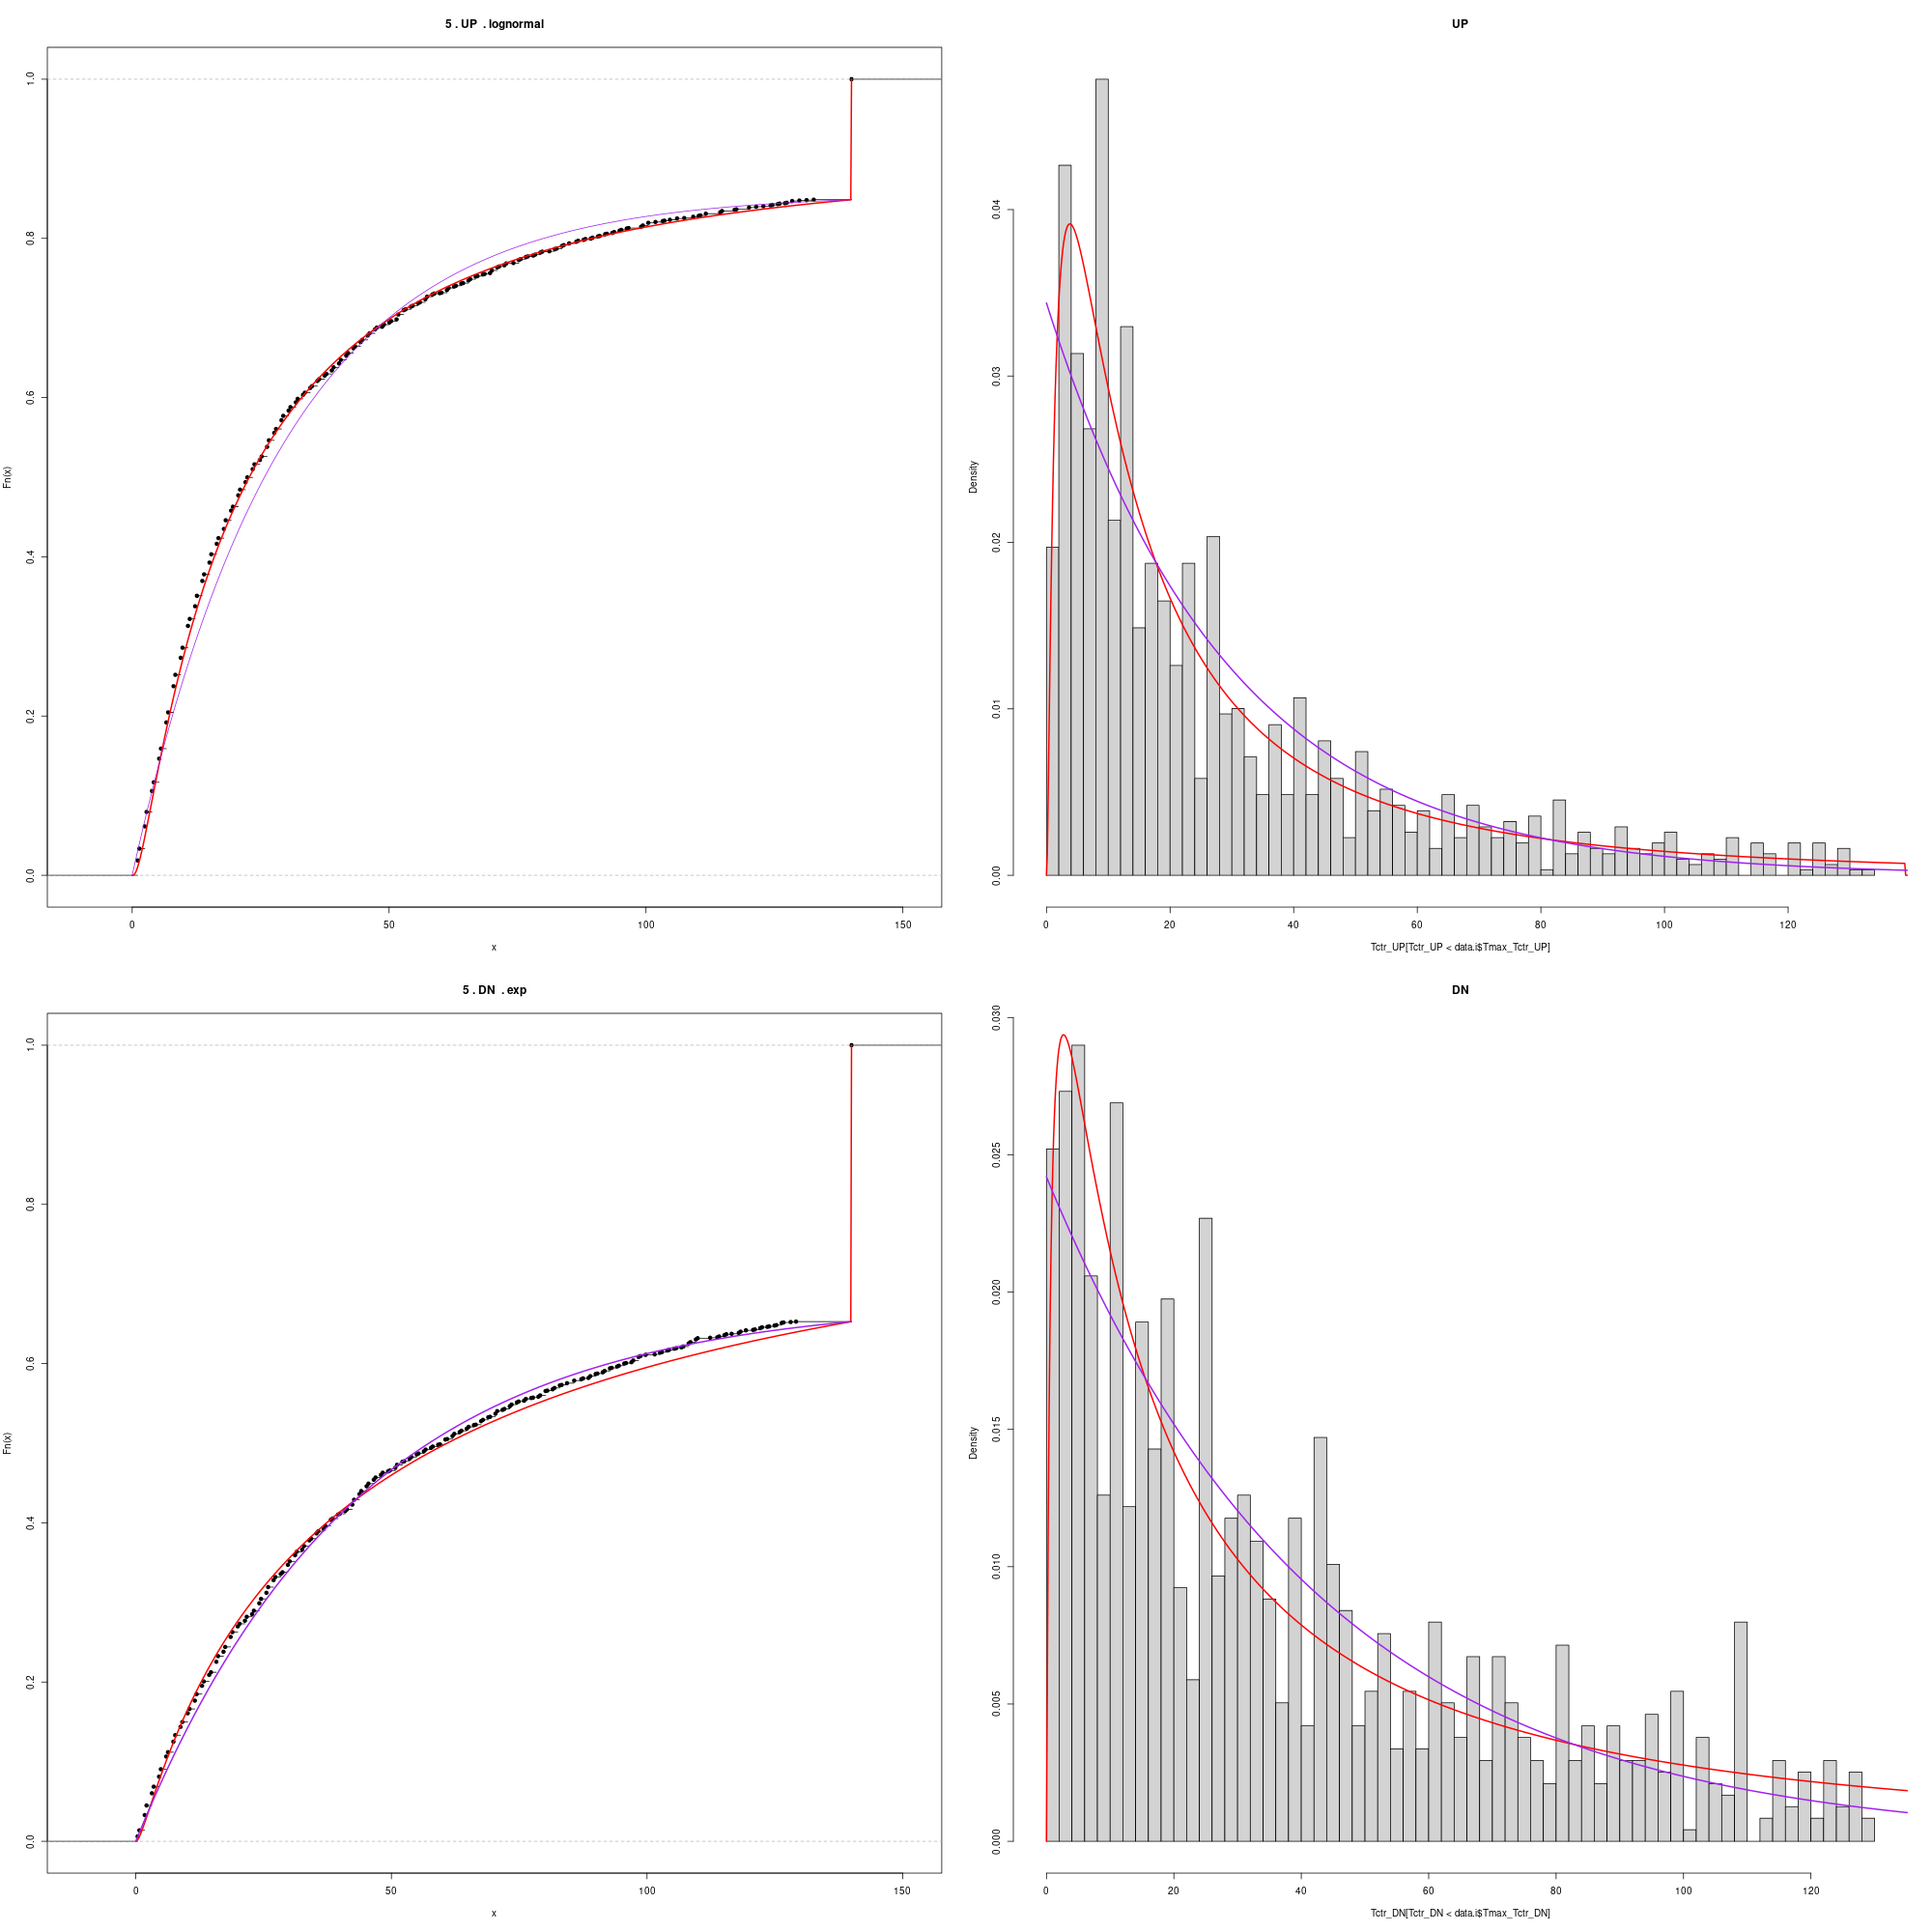 5 . UP . lognormal
Fn(x)
0.0 0.2 0.4 0.6 0.8 1.0
0 50 100 150
x
UP
Density
0.00 0.01 0.02 0.03 0.04
0 20 40 60 80 100 120
Tctr_UP[Tctr_UP < data.i$Tmax_Tctr_UP]
5 . DN . exp
Fn(x)
0.0 0.2 0.4 0.6 0.8 1.0
0 50 100 150
x
DN
Density
0.000 0.005 0.010 0.015 0.020 0.025 0.030
0 20 40 60 80 100 120
Tctr_DN[Tctr_DN < data.i$Tmax_Tctr_DN]